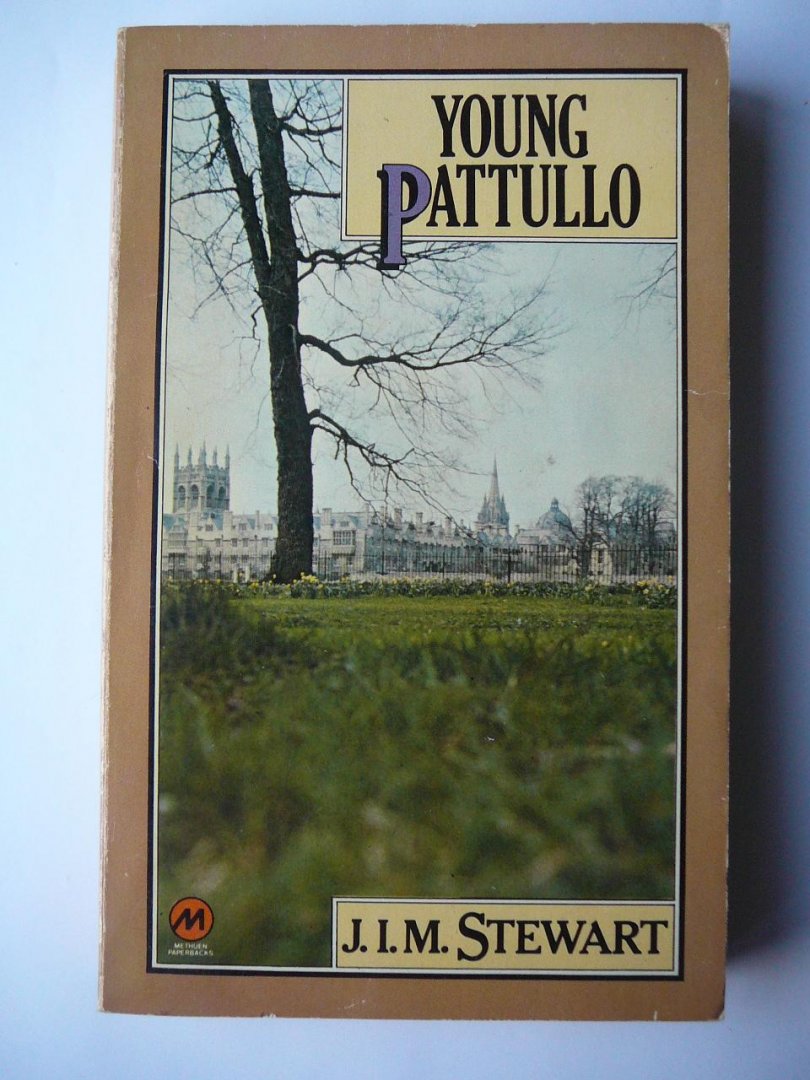 YOUNG
PATTULLO
M
METHUEN
PAPERBACKS
J. I. M. STEWART